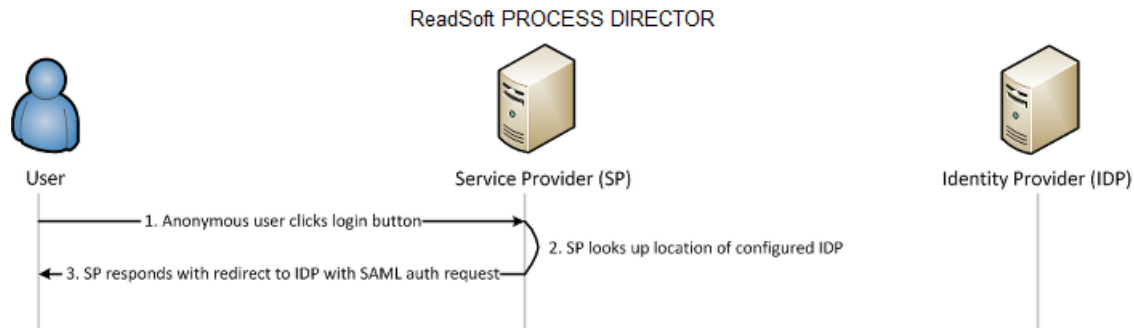 ReadSoft PROCESS DIRECTOR
User
Service Provider (SP)
Identity Provider (IDP)
1. Anonymous user clicks login button
2. SP looks up location of configured IDP
3. SP responds with redirect to IDP with SAML auth request